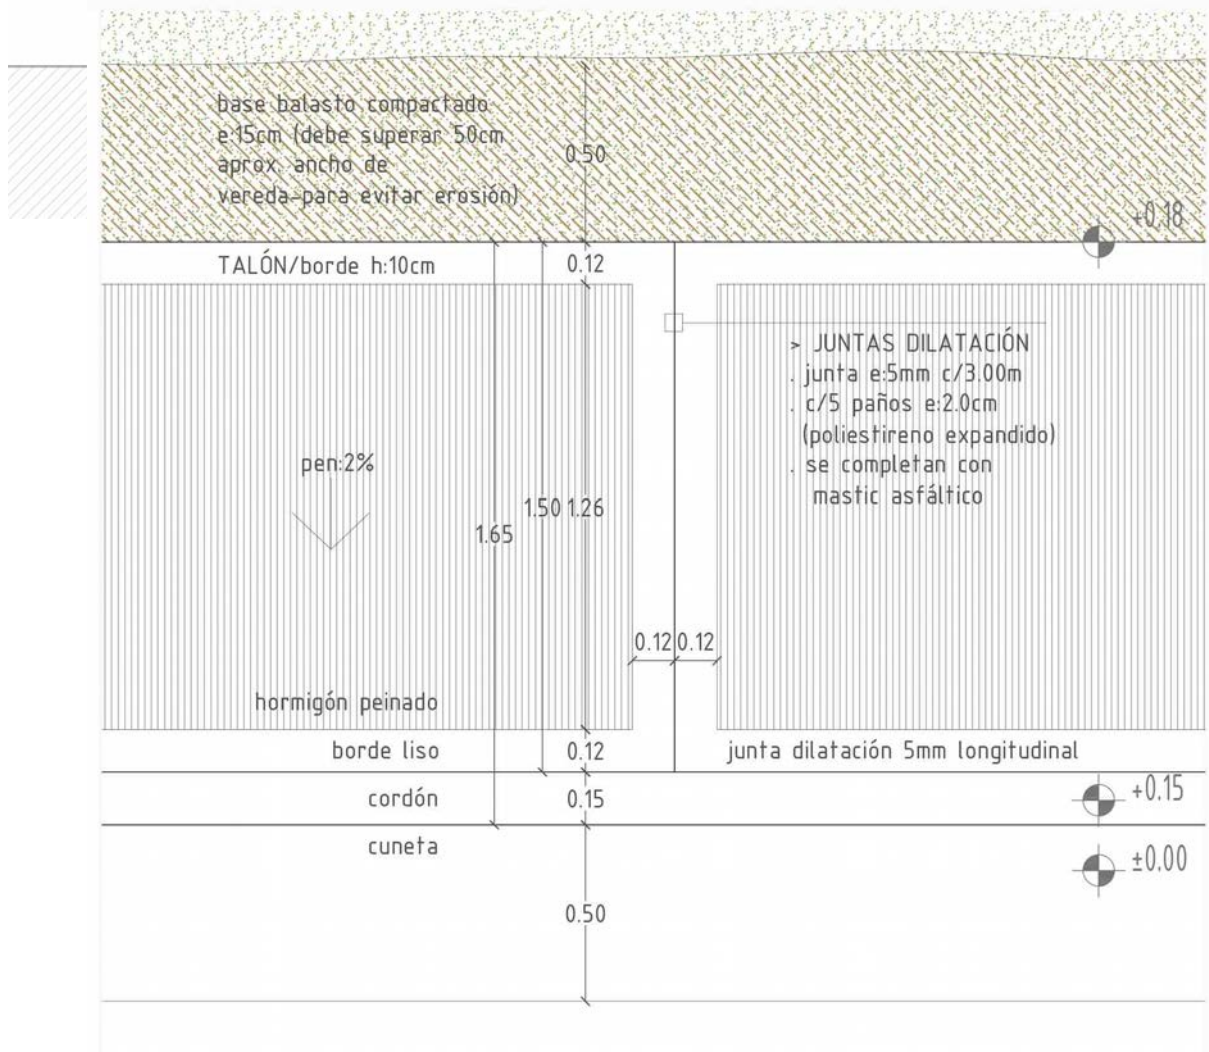 base balasto compactado
e:15cm (debe superar 50cm
aprox. ancho de
vereda-para evitar erosión)
0.50
+0.18
TALÓN/borde h:10cm
0.12
> JUNTAS DILATACIÓN
. junta e:5mm c/3.00m
. c/5 paños e:2.0cm
(poliestireno expandido)
. se completan con
mastic asfáltico
pen:2%
1.50 1.26
1.65
0.12 0.12
hormigón peinado
borde liso
0.12
junta dilatación 5mm longitudinal
cordón
0.15
+0.15
cuneta
±0.00
0.50